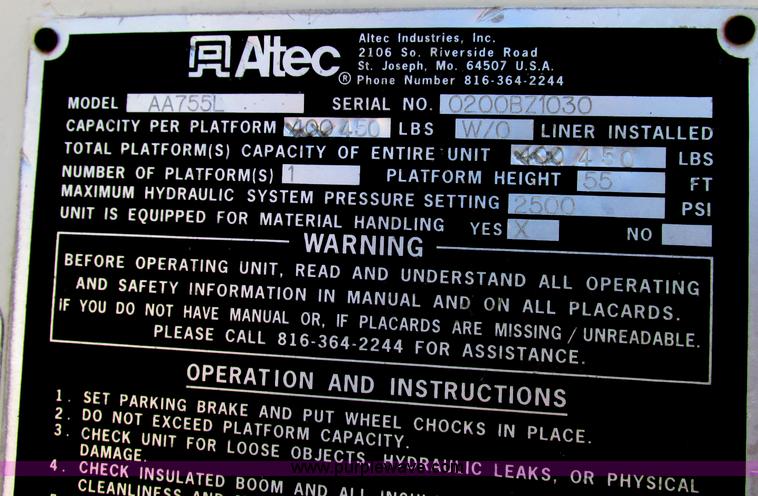 Altec
Altec Industries, Inc.
2106 So. Riverside Road
St. Joseph, Mo. 64507 U.S.A.
® Phone Number 816-364-2244
MODEL AA755L SERIAL NO. 0200BZ1030
CAPACITY PER PLATFORM 400 450 LBS W/O LINER INSTALLED
TOTAL PLATFORM(S) CAPACITY OF ENTIRE UNIT 400 450 LBS
NUMBER OF PLATFORM(S) 1 PLATFORM HEIGHT 55 FT
MAXIMUM HYDRAULIC SYSTEM PRESSURE SETTING 2500 PSI
UNIT IS EQUIPPED FOR MATERIAL HANDLING YES X NO
WARNING
BEFORE OPERATING UNIT, READ AND UNDERSTAND ALL OPERATING
AND SAFETY INFORMATION IN MANUAL AND ON ALL PLACARDS.
IF YOU DO NOT HAVE MANUAL OR, IF PLACARDS ARE MISSING / UNREADABLE.
PLEASE CALL 816-364-2244 FOR ASSISTANCE.
OPERATION AND INSTRUCTIONS
1. SET PARKING BRAKE AND PUT WHEEL CHOCKS IN PLACE.
2. DO NOT EXCEED PLATFORM CAPACITY.
3. CHECK UNIT FOR LOOSE OBJECTS, HYDRAULIC LEAKS, OR PHYSICAL
DAMAGE.
www.purplewave.com
4. CHECK INSULATED BOOM AND ALL
CLEANLINESS AND